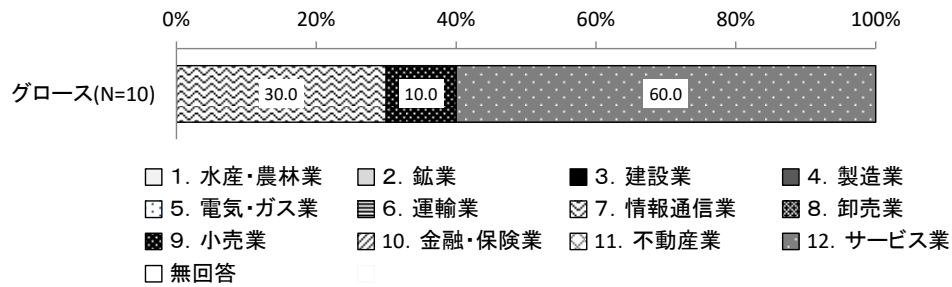 0% 20% 40% 60% 80% 100%
グロース(N=10) 30.0 10.0 60.0
1. 水産・農林業 2. 鉱業 3. 建設業 4. 製造業
5. 電気・ガス業 6. 運輸業 7. 情報通信業 8. 卸売業
9. 小売業 10. 金融・保険業 11. 不動産業 12. サービス業
無回答